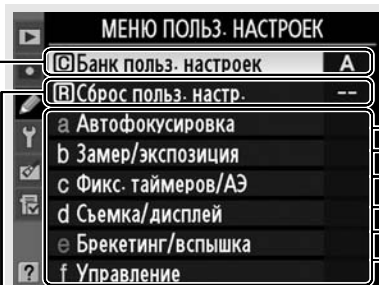 МЕНЮ ПОЛЬЗ. НАСТРОЕК
C Банк польз. настроек A
R Сброс польз. настр. --
a Автофокусировка
b Замер/экспозиция
c Фикс. таймеров/АЭ
d Съемка/дисплей
e Брекетинг/вспышка
f Управление
?